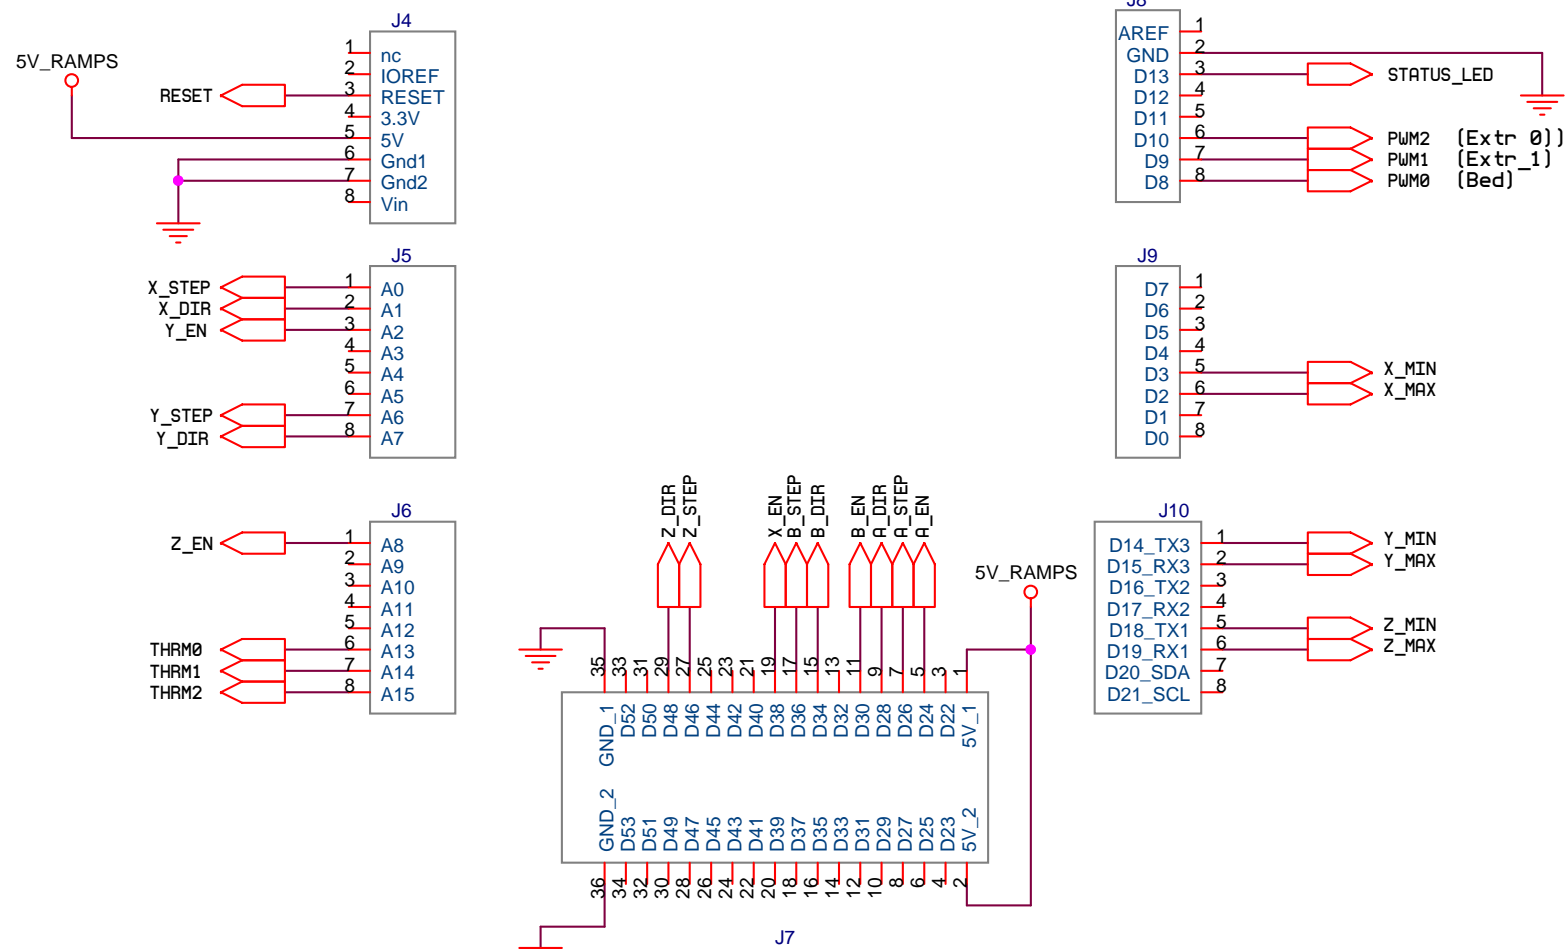 J4
5V_RAMPS
RESET
1 nc
2 IOREF
3 RESET
4 3.3V
5 5V
6 Gnd1
7 Gnd2
8 Vin
J8
AREF 1
GND 2
D13 3 STATUS_LED
D12 4
D11 5
D10 6 PWM2 (Extr 0))
D9 7 PWM1 (Extr_1)
D8 8 PWM0 (Bed)
J5
X_STEP 1 A0
X_DIR 2 A1
Y_EN 3 A2
4 A3
5 A4
6 A5
Y_STEP 7 A6
Y_DIR 8 A7
J9
D7 1
D6 2
D5 3
D4 4
D3 5 X_MIN
D2 6 X_MAX
D1 7
D0 8
J6
Z_EN 1 A8
2 A9
3 A10
4 A11
5 A12
THRM0 6 A13
THRM1 7 A14
THRM2 8 A15
J10
D14_TX3 1 Y_MIN
D15_RX3 2 Y_MAX
D16_TX2 3
D17_RX2 4
D18_TX1 5 Z_MIN
D19_RX1 6 Z_MAX
D20_SDA 7
D21_SCL 8
Z_DIR Z_STEP X_EN B_STEP B_DIR B_EN A_DIR A_STEP A_EN
5V_RAMPS
35 33 31 29 27 25 23 21 19 17 15 13 11 9 7 5 3 1
GND_1 D52 D50 D48 D46 D44 D42 D40 D38 D36 D34 D32 D30 D28 D26 D24 D22 5V_1
GND_2 D53 D51 D49 D47 D45 D43 D41 D39 D37 D35 D33 D31 D29 D27 D25 D23 5V_2
36 34 32 30 28 26 24 22 20 18 16 14 12 10 8 6 4 2
J7